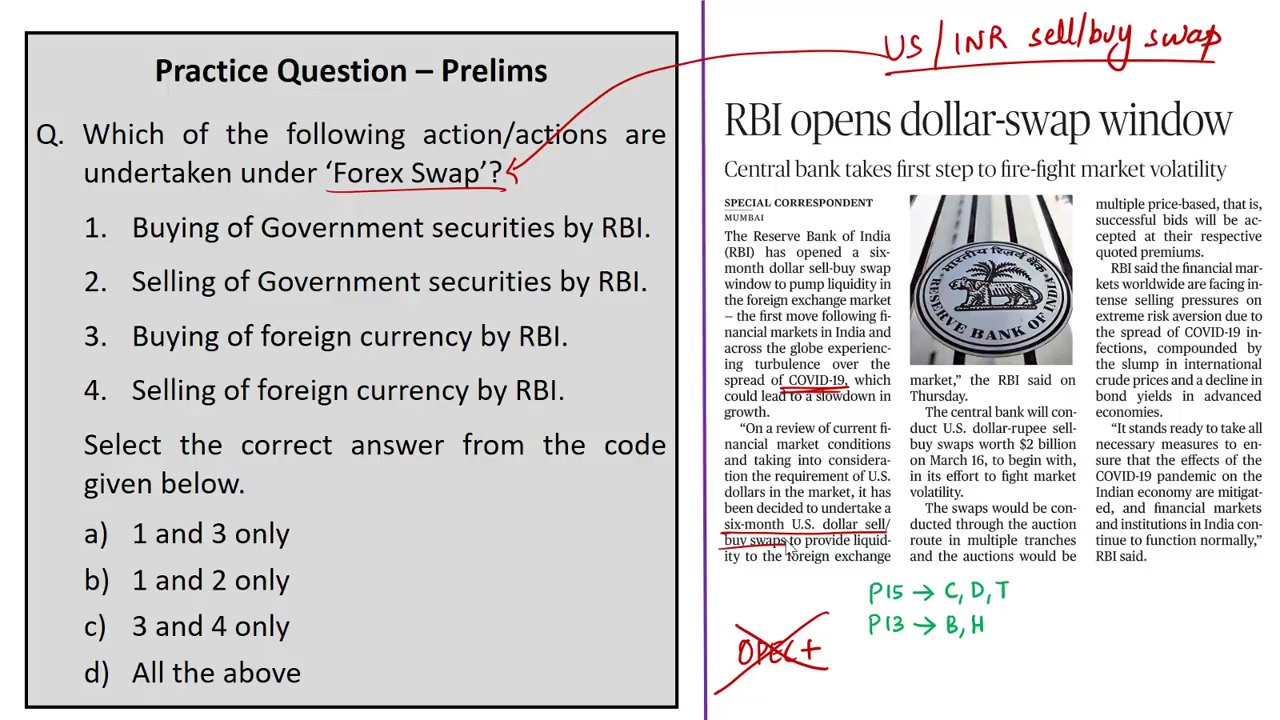 Practice Question – Prelims
Q. Which of the following action/actions are
undertaken under ‘Forex Swap’?
1. Buying of Government securities by RBI.
2. Selling of Government securities by RBI.
3. Buying of foreign currency by RBI.
4. Selling of foreign currency by RBI.
Select the correct answer from the code
given below.
a) 1 and 3 only
b) 1 and 2 only
c) 3 and 4 only
d) All the above
US / INR sell/buy swap
RBI opens dollar-swap window
Central bank takes first step to fire-fight market volatility
SPECIAL CORRESPONDENT
MUMBAI
The Reserve Bank of India
(RBI) has opened a six-
month dollar sell-buy swap
window to pump liquidity in
the foreign exchange market
– the first move following fi-
nancial markets in India and
across the globe experienc-
ing turbulence over the
spread of COVID-19, which
could lead to a slowdown in
growth.
“On a review of current fi-
nancial market conditions
and taking into considera-
tion the requirement of U.S.
dollars in the market, it has
been decided to undertake a
six-month U.S. dollar sell/
buy swaps to provide liquid-
ity to the foreign exchange
भारतीय रिज़र्व बैंक
RESERVE BANK OF INDIA
market,” the RBI said on
Thursday.
The central bank will con-
duct U.S. dollar-rupee sell-
buy swaps worth $2 billion
on March 16, to begin with,
in its effort to fight market
volatility.
The swaps would be con-
ducted through the auction
route in multiple tranches
and the auctions would be
multiple price-based, that is,
successful bids will be ac-
cepted at their respective
quoted premiums.
RBI said the financial mar-
kets worldwide are facing in-
tense selling pressures on
extreme risk aversion due to
the spread of COVID-19 in-
fections, compounded by
the slump in international
crude prices and a decline in
bond yields in advanced
economies.
“It stands ready to take all
necessary measures to en-
sure that the effects of the
COVID-19 pandemic on the
Indian economy are mitigat-
ed, and financial markets
and institutions in India con-
tinue to function normally,”
RBI said.
P15 → C, D, T
P13 → B, H
OPEC+